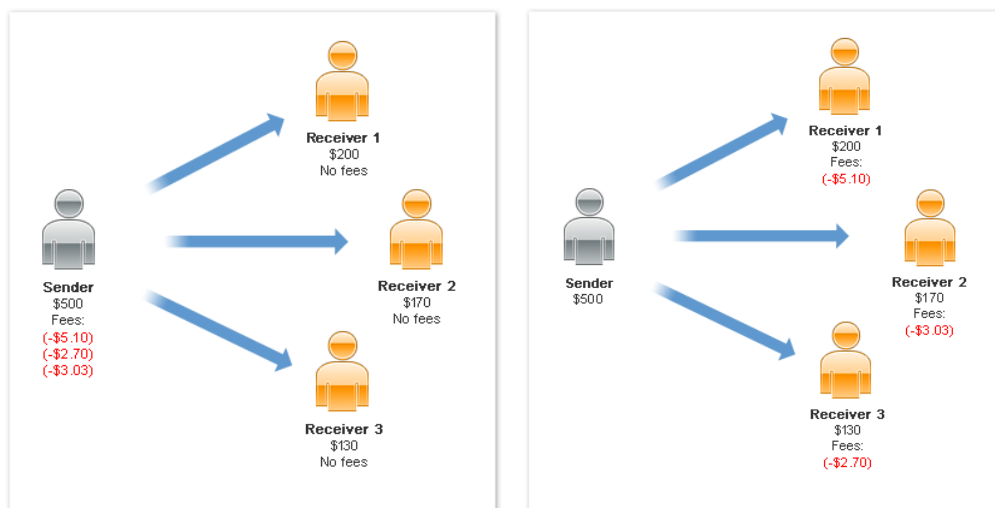 Receiver 1
$200
No fees
Sender
$500
Fees:
(-$5.10)
(-$2.70)
(-$3.03)
Receiver 2
$170
No fees
Receiver 3
$130
No fees
Receiver 1
$200
Fees:
(-$5.10)
Sender
$500
Receiver 2
$170
Fees:
(-$3.03)
Receiver 3
$130
Fees:
(-$2.70)